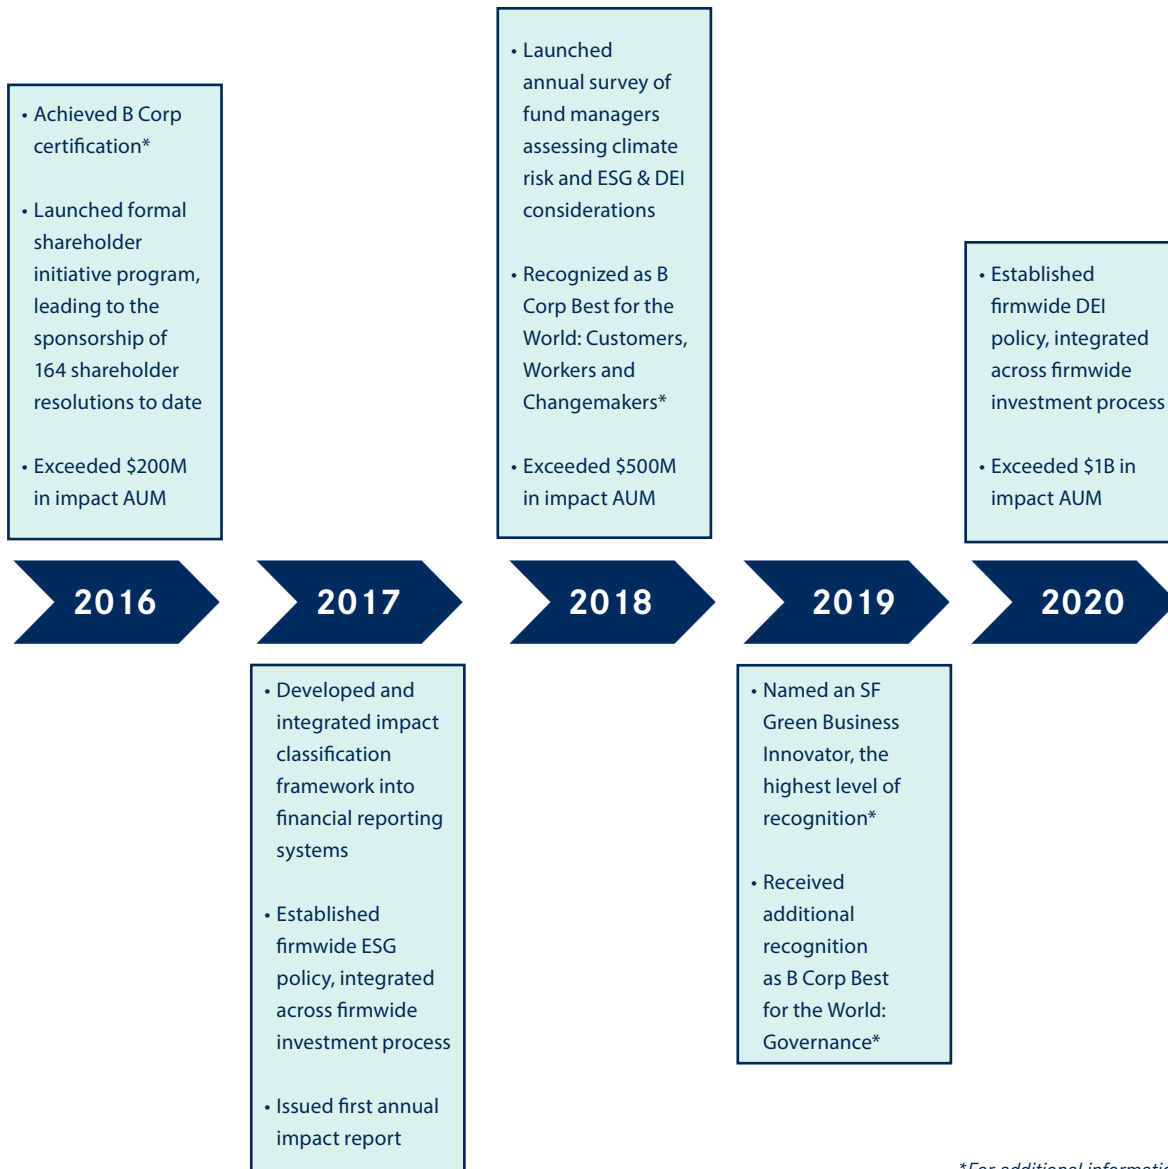 • Achieved B Corp
certification*
• Launched formal
shareholder
initiative program,
leading to the
sponsorship of
164 shareholder
resolutions to date
• Exceeded $200M
in impact AUM
• Launched
annual survey of
fund managers
assessing climate
risk and ESG & DEI
considerations
• Recognized as B
Corp Best for the
World: Customers,
Workers and
Changemakers*
• Exceeded $500M
in impact AUM
• Established
firmwide DEI
policy, integrated
across firmwide
investment process
• Exceeded $1B in
impact AUM
2016
2017
2018
2019
2020
• Developed and
integrated impact
classification
framework into
financial reporting
systems
• Established
firmwide ESG
policy, integrated
across firmwide
investment process
• Issued first annual
impact report
• Named an SF
Green Business
Innovator, the
highest level of
recognition*
• Received
additional
recognition
as B Corp Best
for the World:
Governance*
*For additional